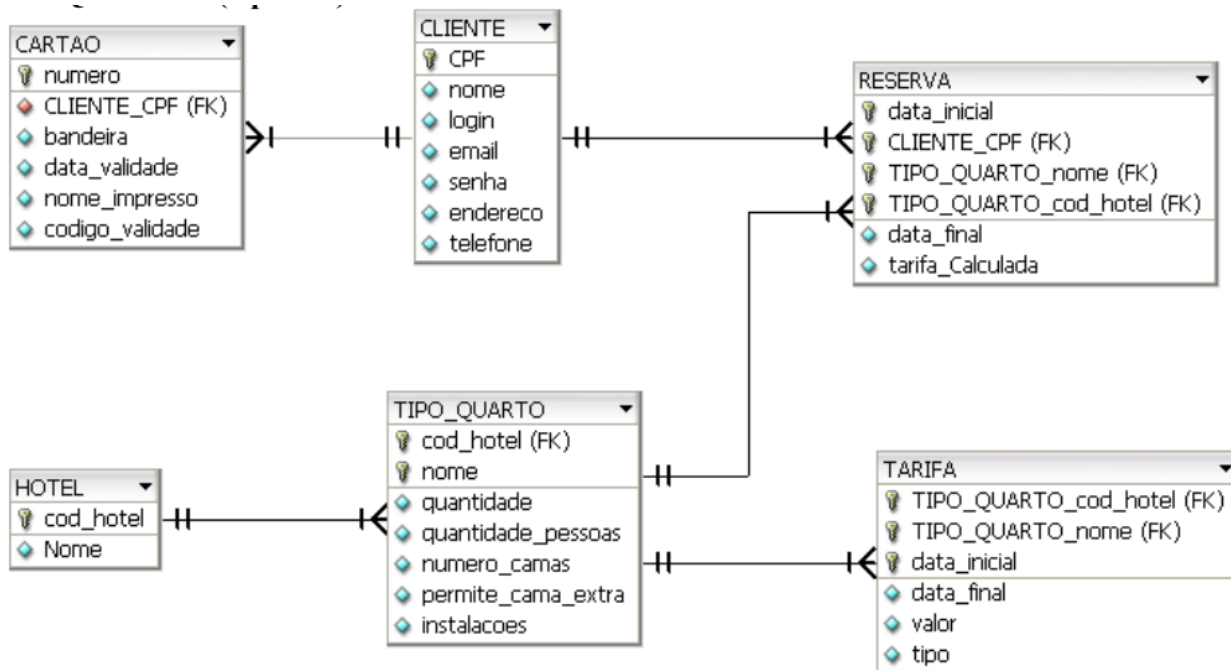 CARTAO
numero
CLIENTE_CPF (FK)
bandeira
data_validade
nome_impresso
codigo_validade
CLIENTE
CPF
nome
login
email
senha
endereco
telefone
RESERVA
data_inicial
CLIENTE_CPF (FK)
TIPO_QUARTO_nome (FK)
TIPO_QUARTO_cod_hotel (FK)
data_final
tarifa_Calculada
HOTEL
cod_hotel
Nome
TIPO_QUARTO
cod_hotel (FK)
nome
quantidade
quantidade_pessoas
numero_camas
permite_cama_extra
instalacoes
TARIFA
TIPO_QUARTO_cod_hotel (FK)
TIPO_QUARTO_nome (FK)
data_inicial
data_final
valor
tipo